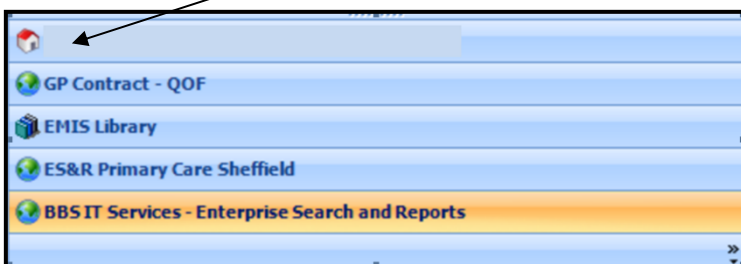 GP Contract - QOF
EMIS Library
ES&R Primary Care Sheffield
BBS IT Services - Enterprise Search and Reports
»